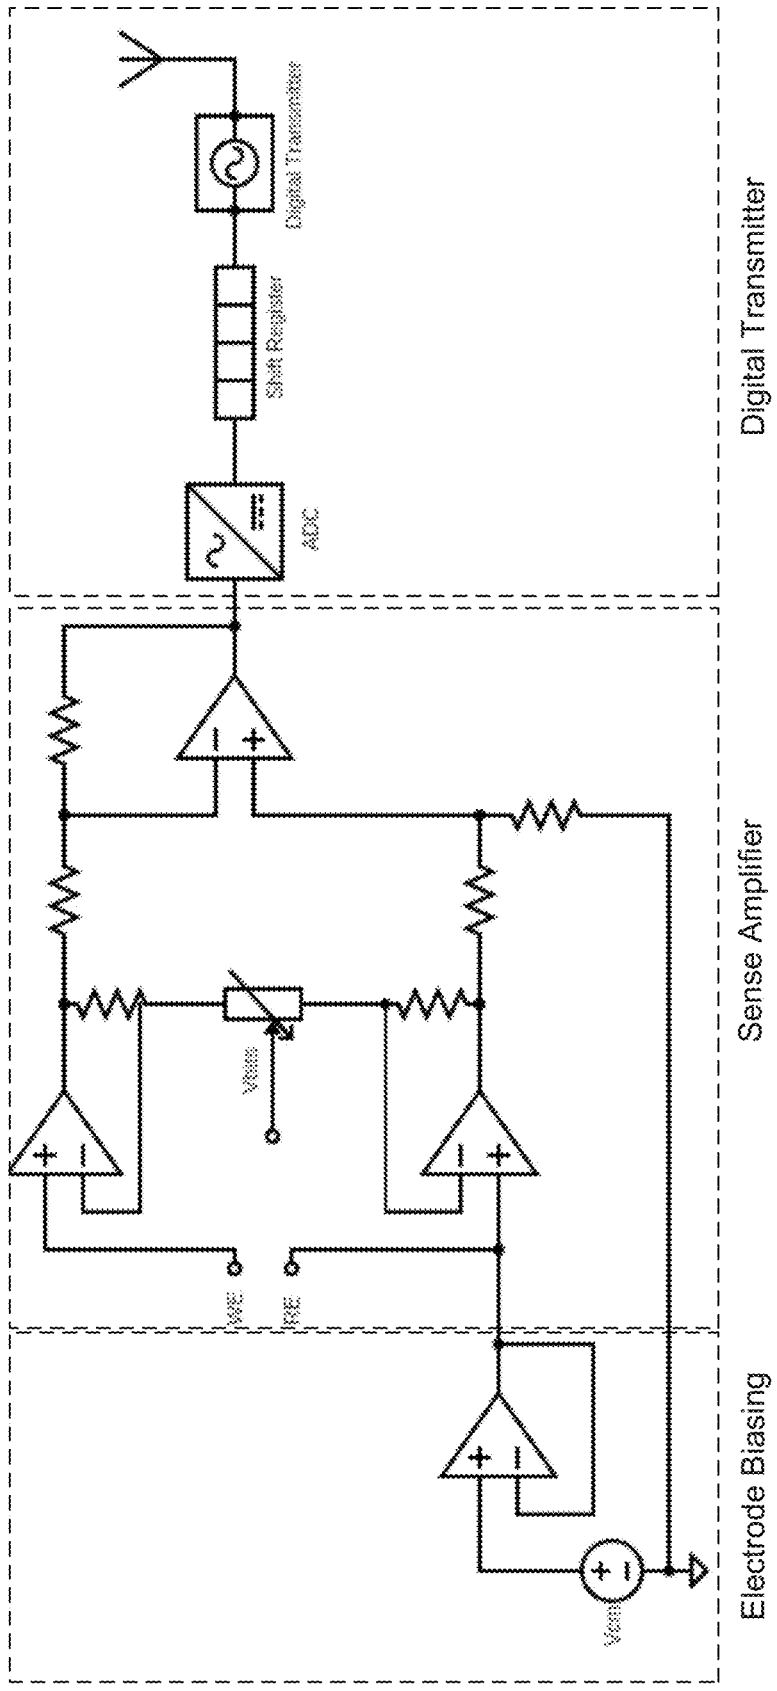 WE
RE
ADC
Shift Register
Digital Transmitter
Electrode Biasing
Sense Amplifier
Digital Transmitter